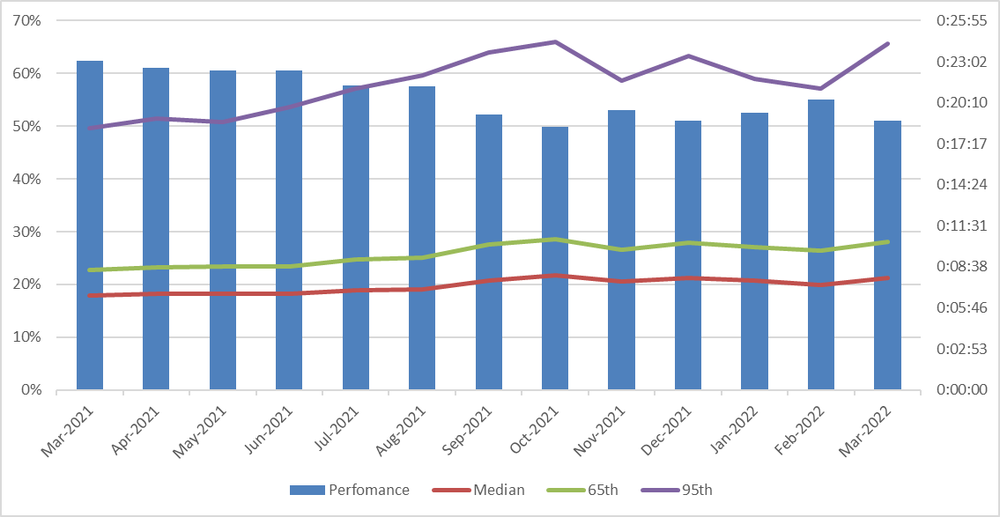 70%
60%
50%
40%
30%
20%
10%
0%
0:25:55
0:23:02
0:20:10
0:17:17
0:14:24
0:11:31
0:08:38
0:05:46
0:02:53
0:00:00
Mar-2021
Apr-2021
May-2021
Jun-2021
Jul-2021
Aug-2021
Sep-2021
Oct-2021
Nov-2021
Dec-2021
Jan-2022
Feb-2022
Mar-2022
Perfomance Median 65th 95th